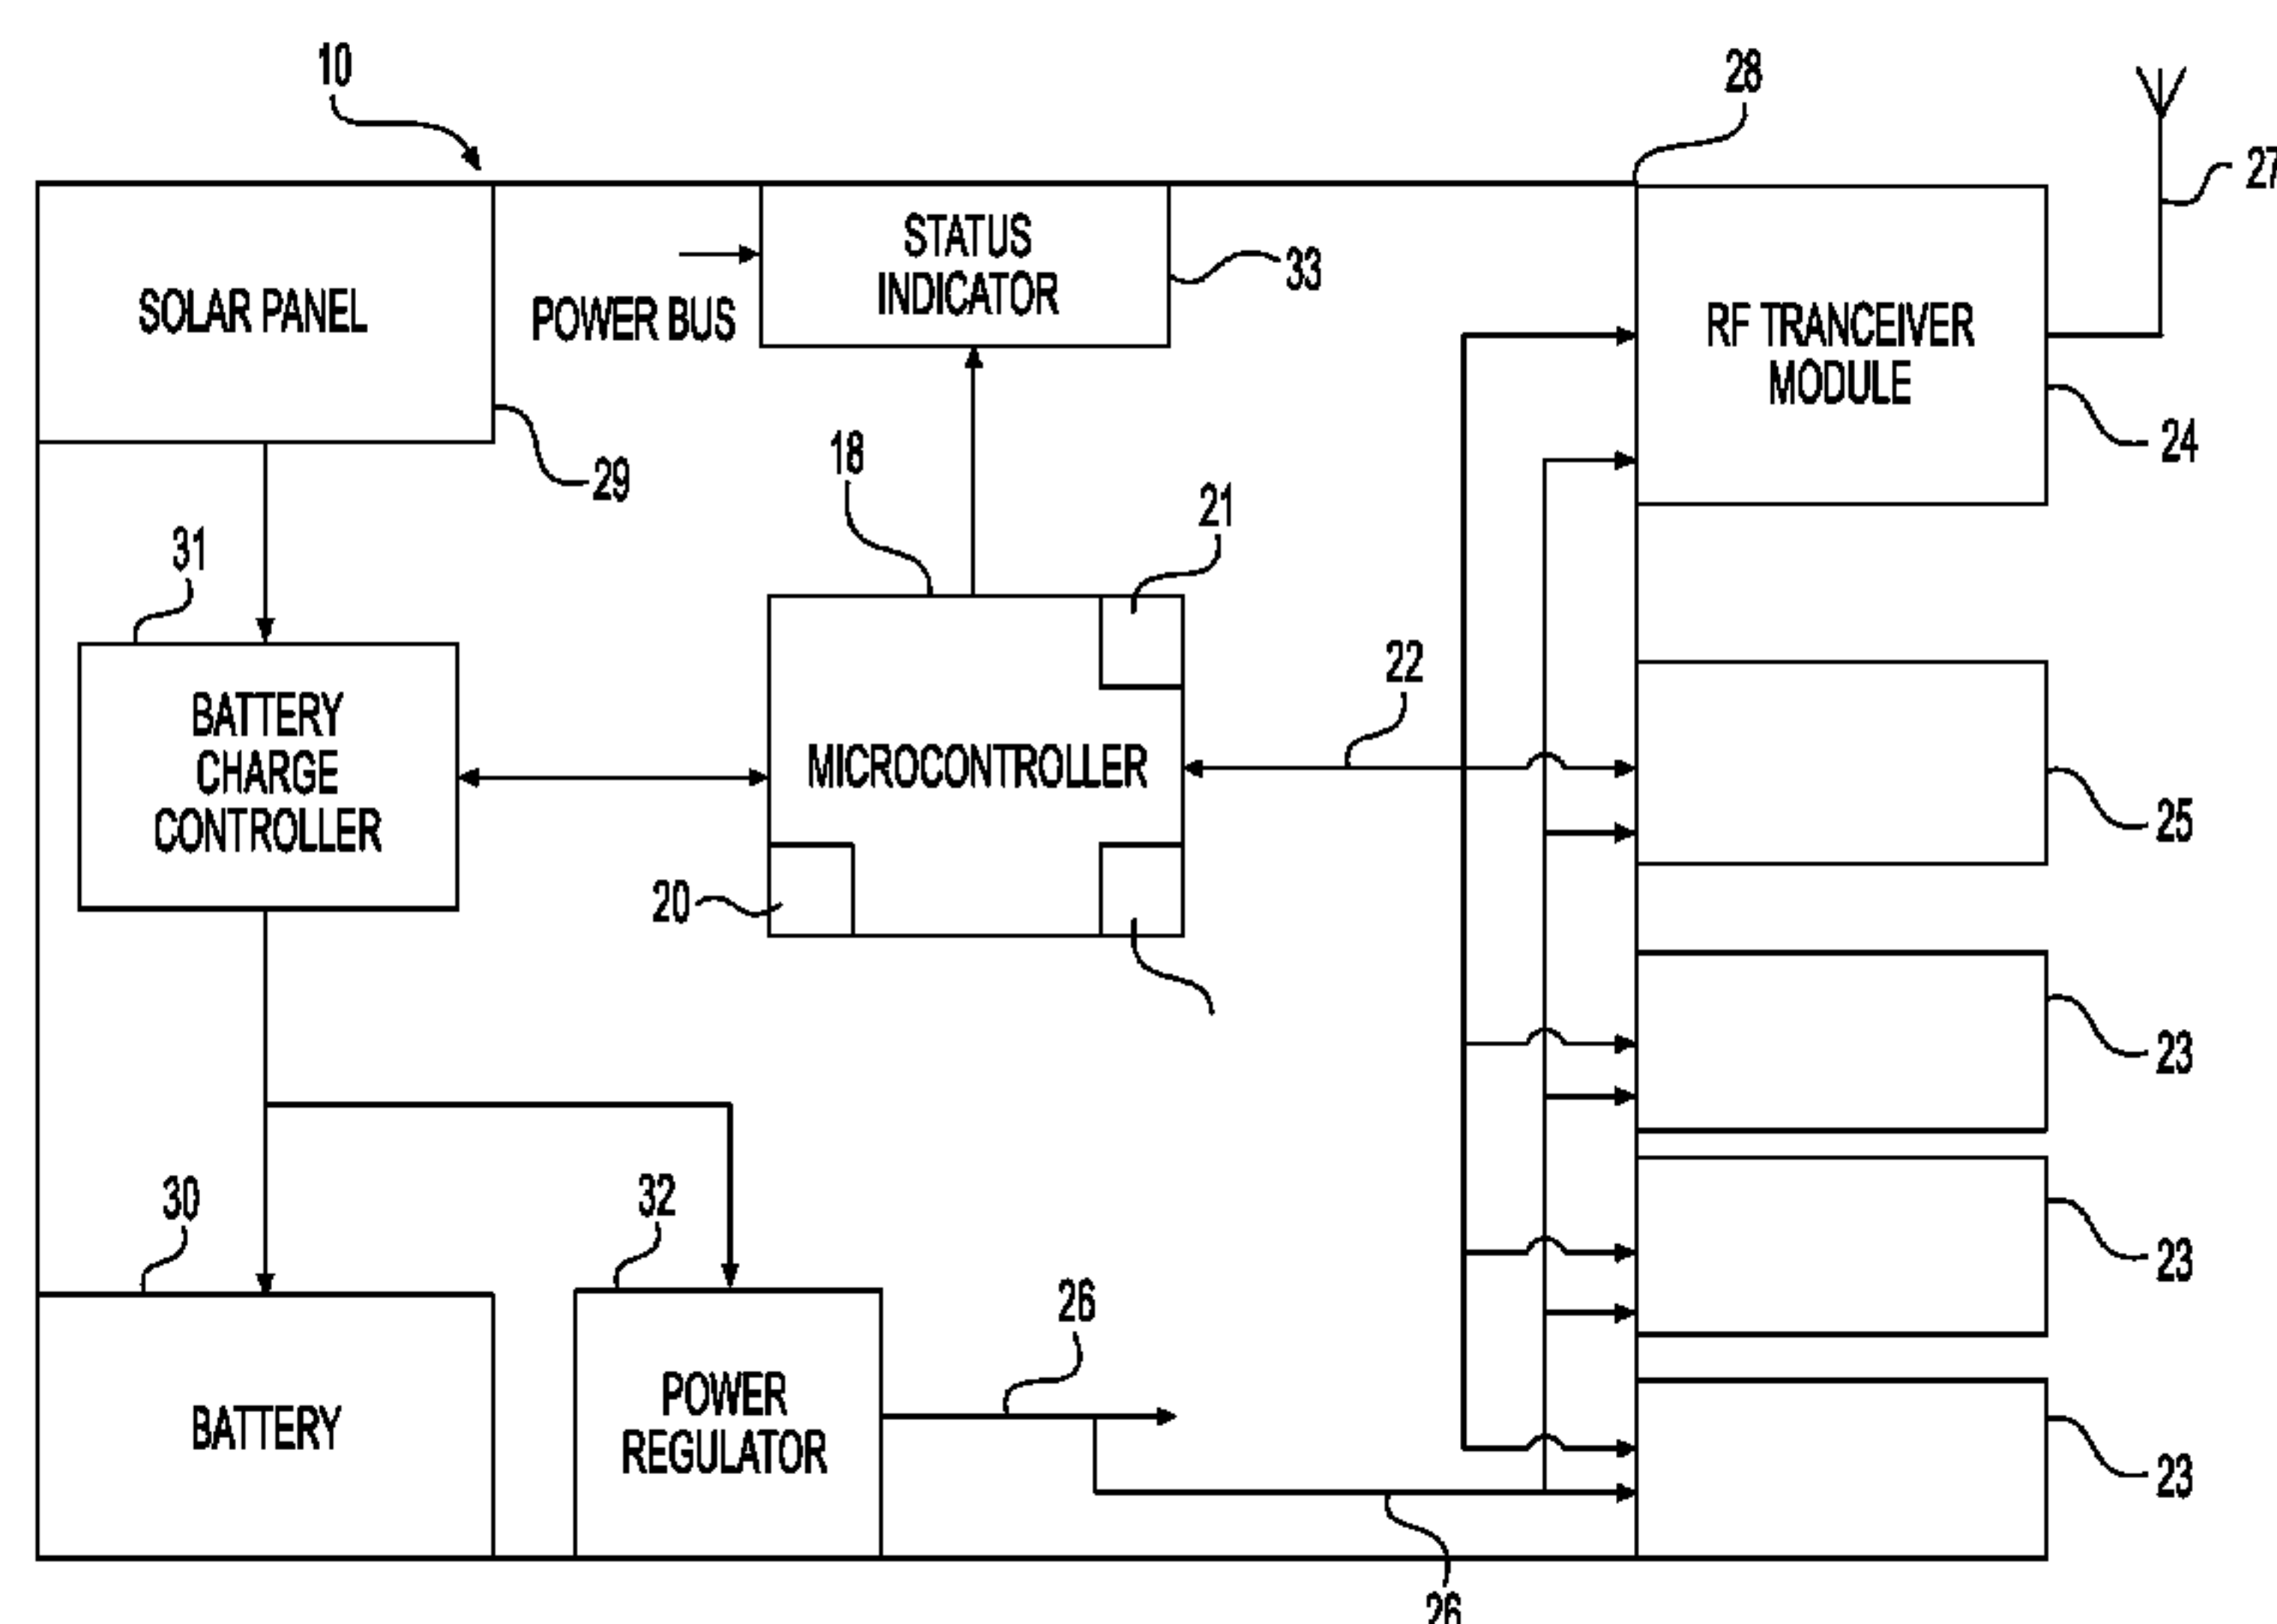 10
28
27
SOLAR PANEL
POWER BUS
STATUS
INDICATOR
33
RF TRANCEIVER
MODULE
24
29
18
21
31
22
BATTERY
CHARGE
CONTROLLER
MICROCONTROLLER
25
20
23
30
32
23
26
BATTERY
POWER
REGULATOR
23
26